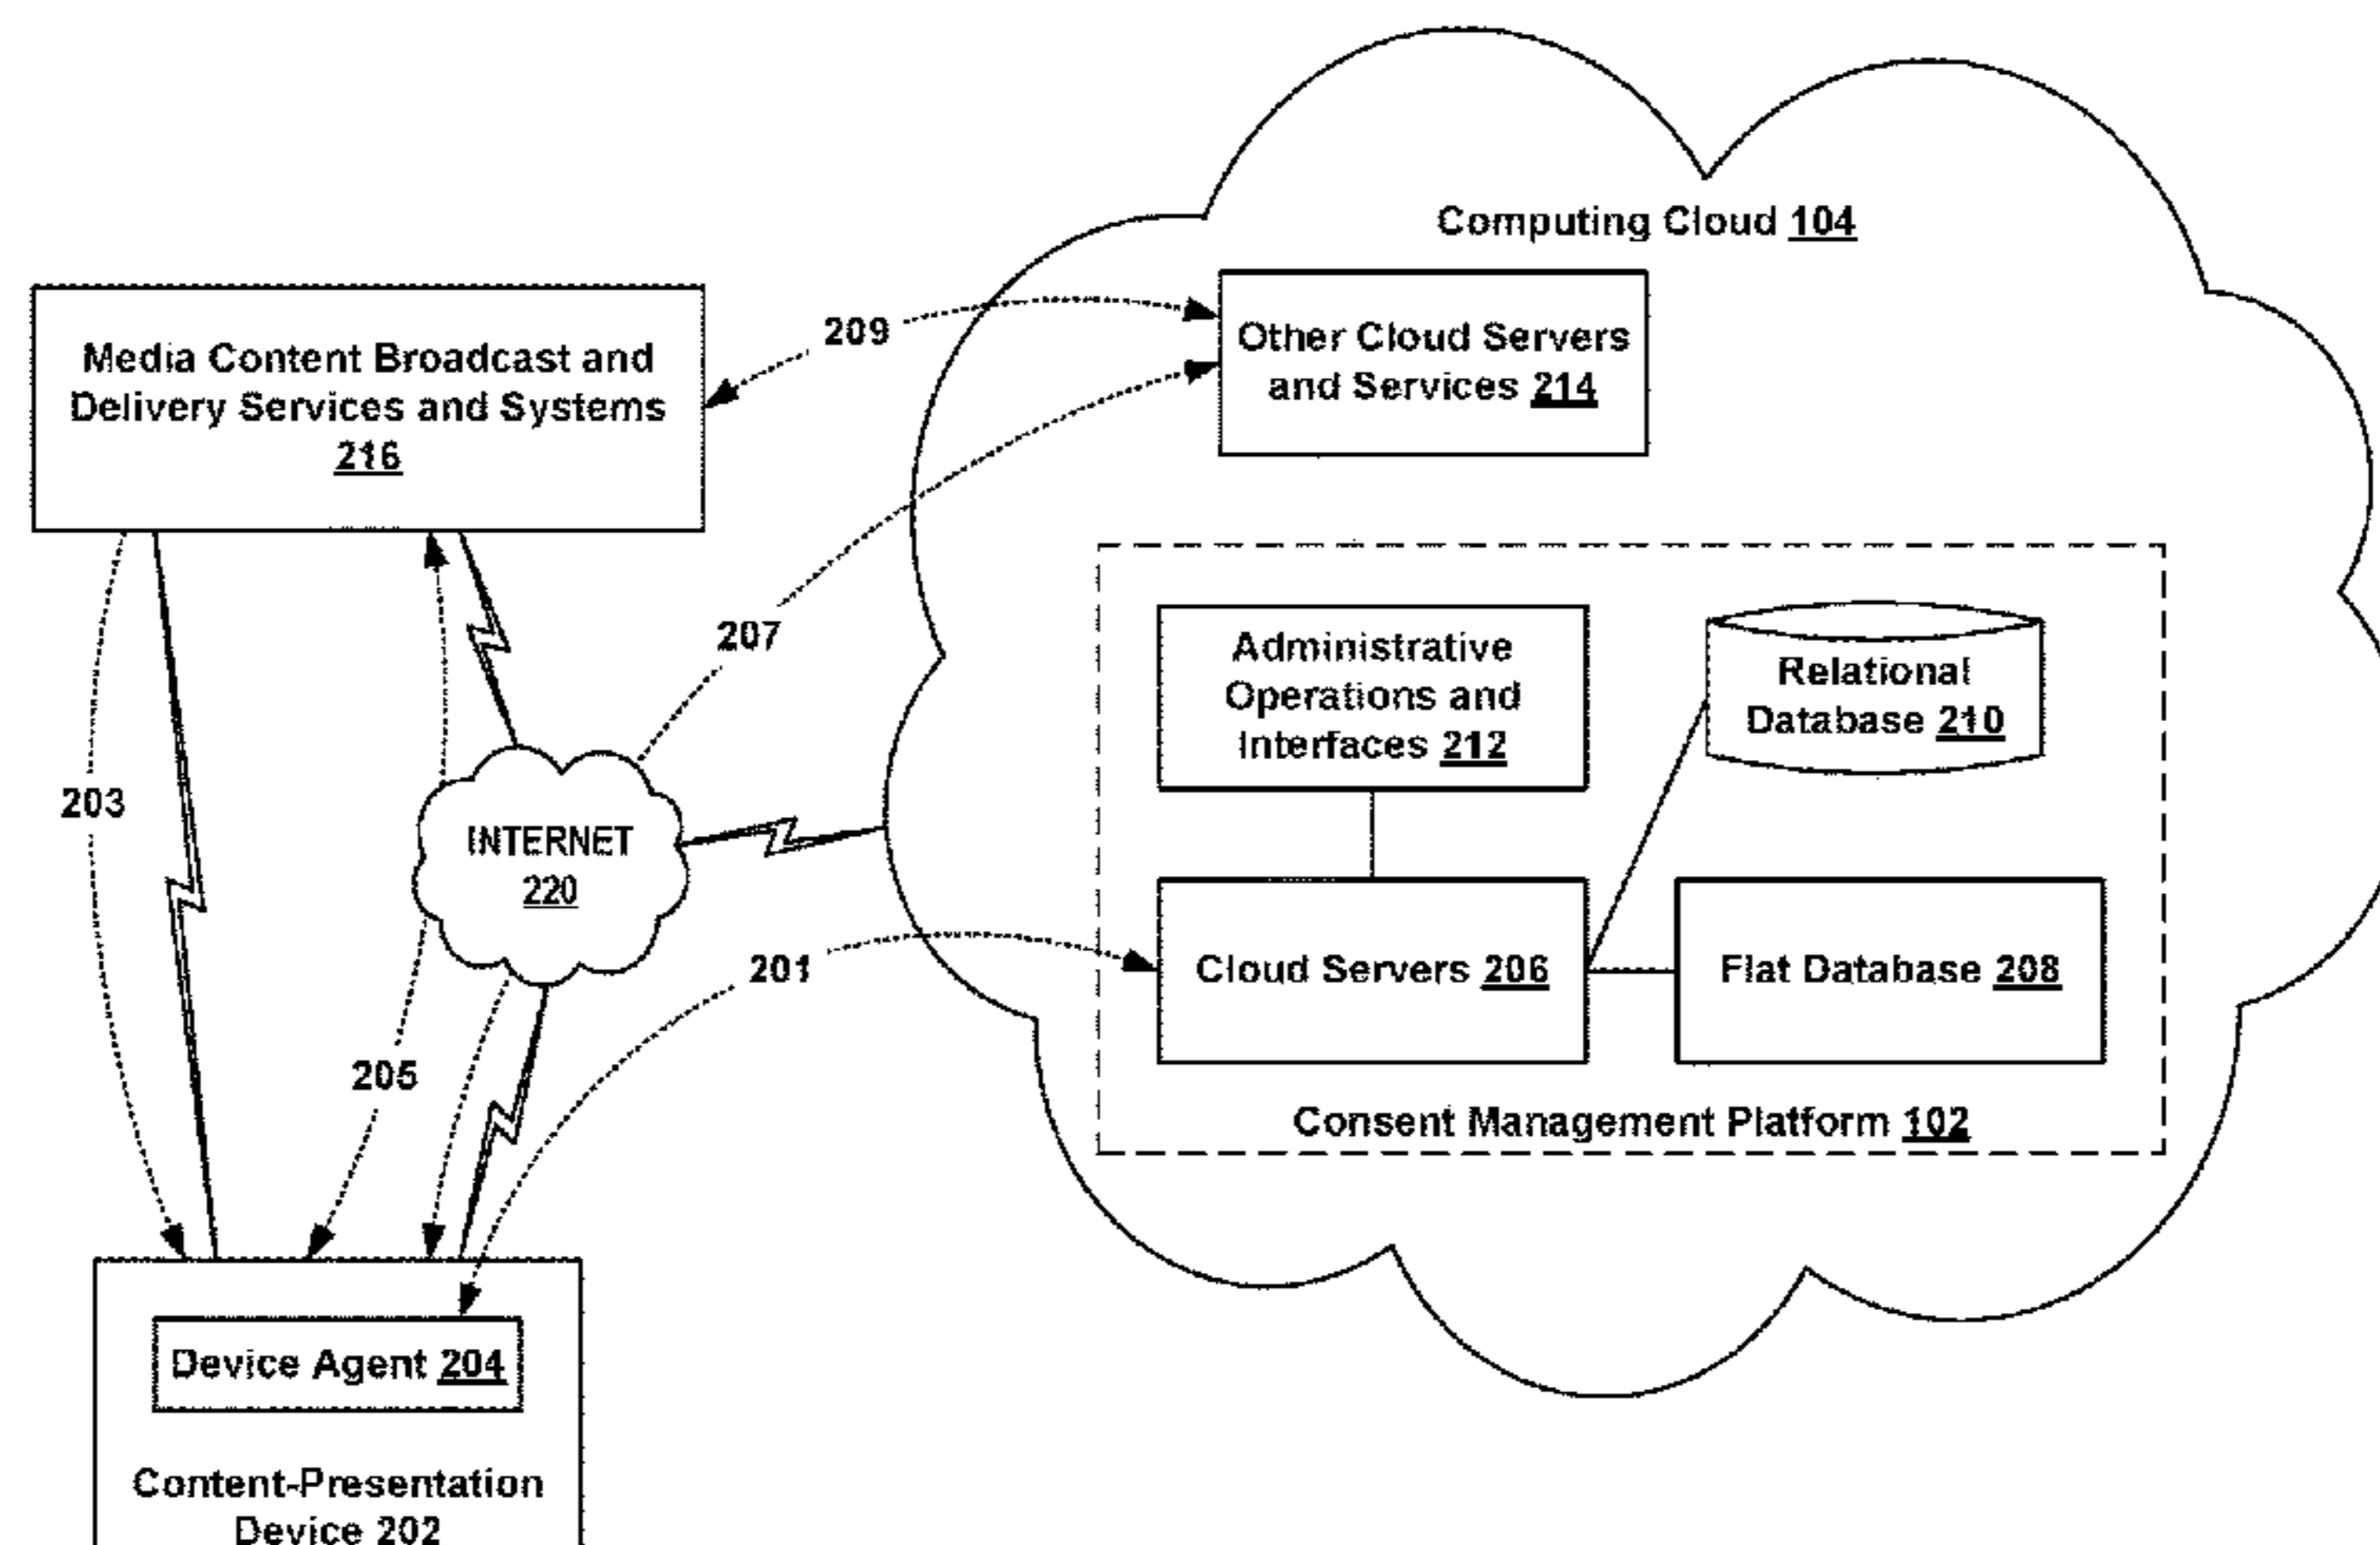 Computing Cloud 104
Media Content Broadcast and
Delivery Services and Systems
216
209
Other Cloud Servers
and Services 214
207
Administrative
Operations and
Interfaces 212
Relational
Database 210
203
INTERNET
220
201
Cloud Servers 206
Flat Database 208
205
Consent Management Platform 102
Device Agent 204
Content-Presentation
Device 202